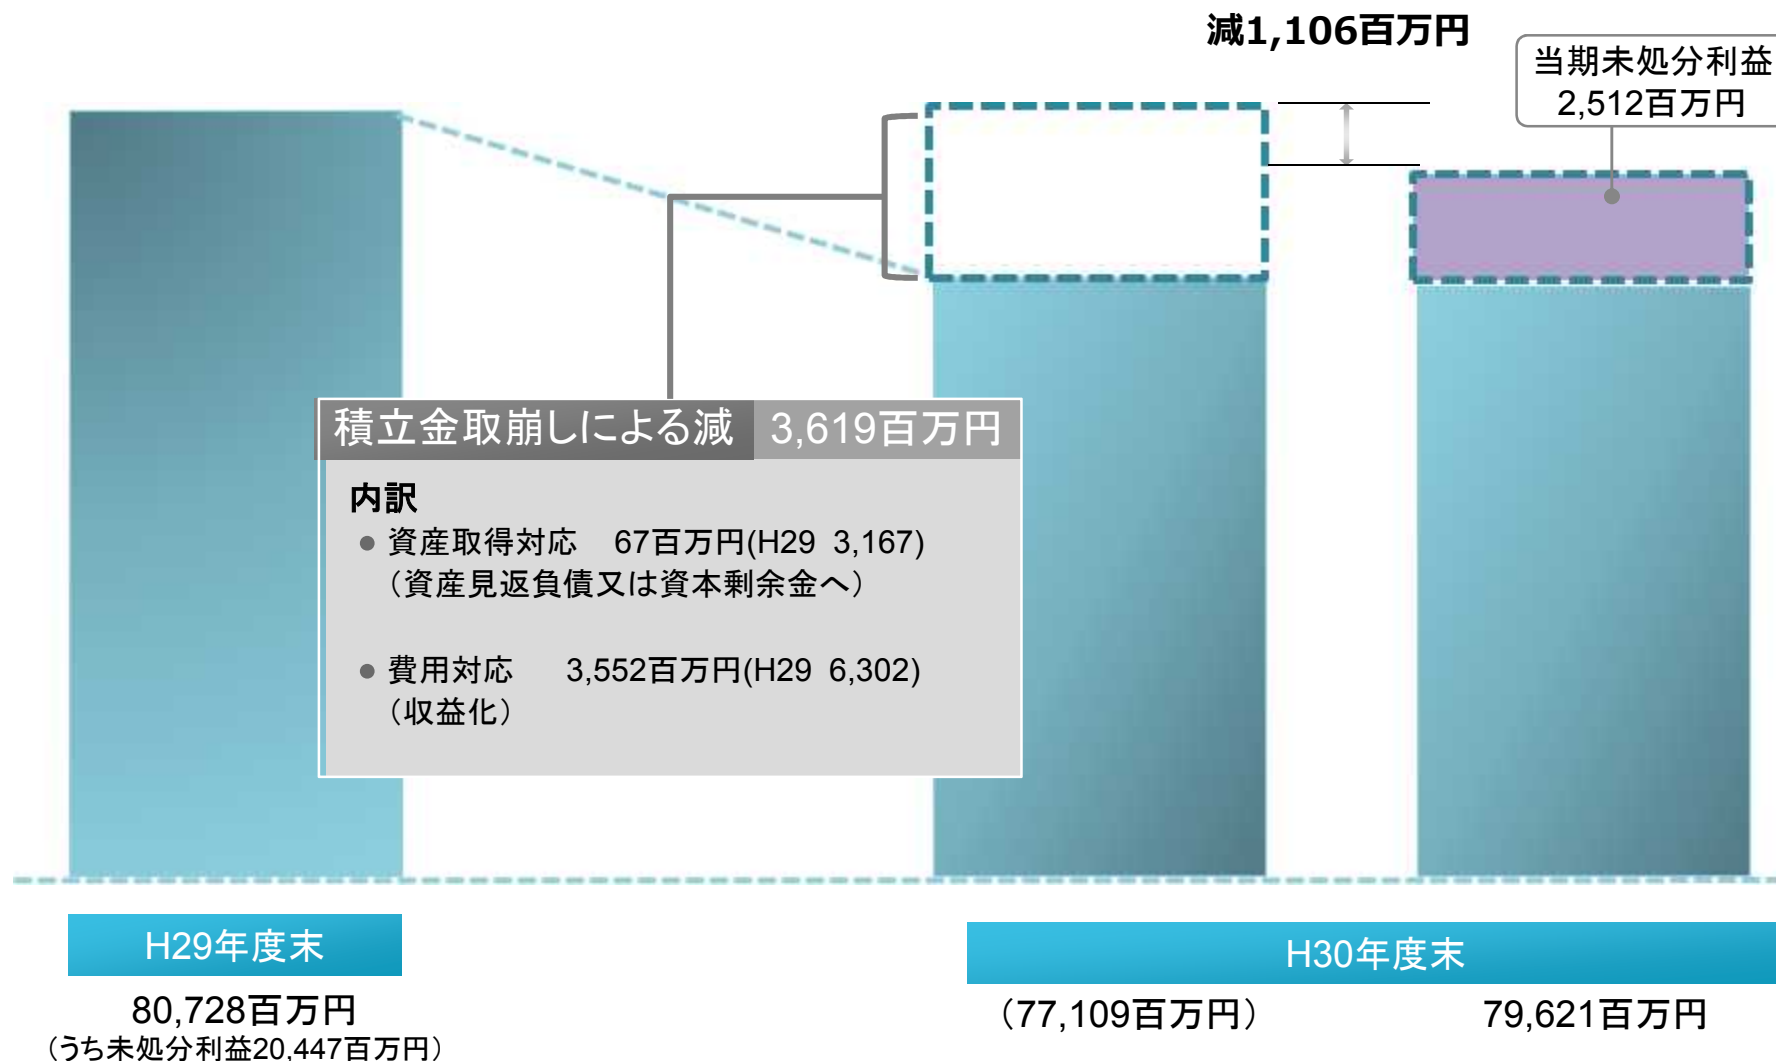 減1,106百万円
当期未処分利益
2,512百万円
積立金取崩しによる減 3,619百万円
内訳
● 資産取得対応 67百万円(H29 3,167)
（資産見返負債又は資本剰余金へ）
● 費用対応 3,552百万円(H29 6,302)
（収益化）
H29年度末
80,728百万円
（うち未処分利益20,447百万円）
H30年度末
（77,109百万円） 79,621百万円